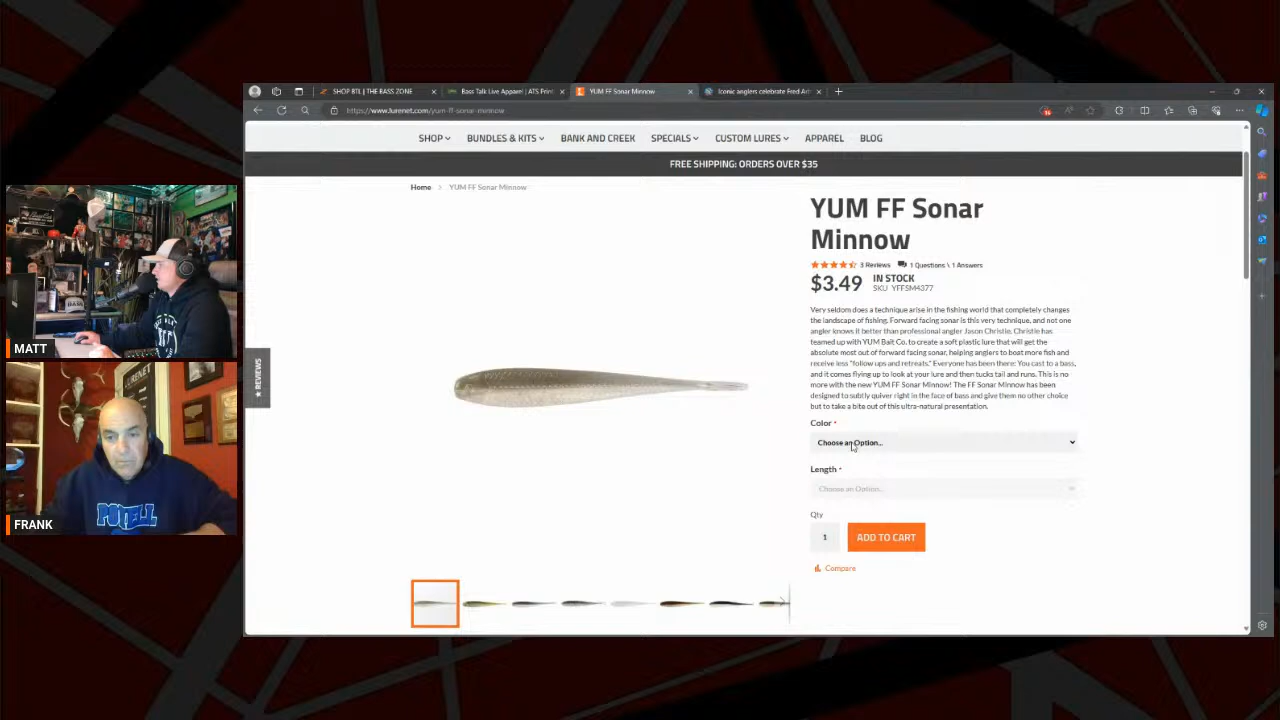 SHOP BTL | THE BASS ZONE
Bass Talk Live Apparel | ATS Print
YUM FF Sonar Minnow
Iconic anglers celebrate Fred Arb
https://www.lurenet.com/yum-ff-sonar-minnow
SHOP
BUNDLES & KITS
BANK AND CREEK
SPECIALS
CUSTOM LURES
APPAREL
BLOG
FREE SHIPPING: ORDERS OVER $35
Home > YUM FF Sonar Minnow
YUM FF Sonar
Minnow
3 Reviews
1 Questions \ 1 Answers
$3.49
IN STOCK
SKU YFFSM4377
Very seldom does a technique arise in the fishing world that completely changes
the landscape of fishing. Forward facing sonar is this very technique, and not one
angler knows it better than professional angler Jason Christie. Christie has
teamed up with YUM Bait Co. to create a soft plastic lure that will get the
absolute most out of forward facing sonar, helping anglers to boat more fish and
receive less "follow ups and retreats." Everyone has been there: You cast to a bass,
and it comes flying up to look at your lure and then tucks tail and runs. This is no
more with the new YUM FF Sonar Minnow! The FF Sonar Minnow has been
designed to subtly quiver right in the face of bass and give them no other choice
but to take a bite out of this ultra-natural presentation.
Color *
Choose an Option...
Length *
Choose an Option...
Qty
1
ADD TO CART
Compare
★ REVIEWS
MATT
FRANK